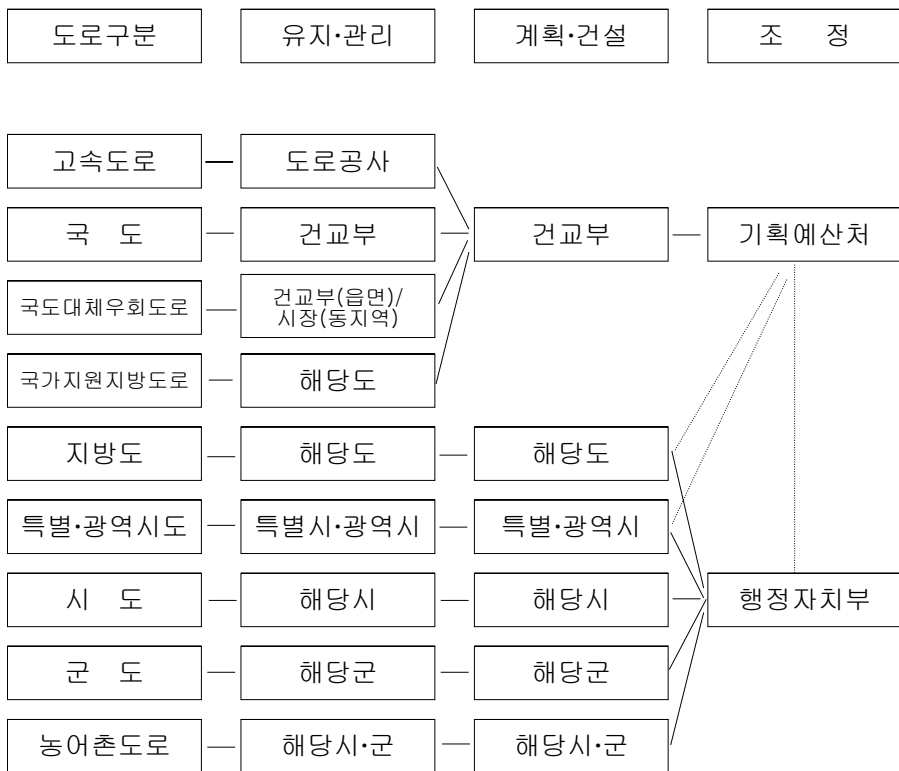 도로구분 유지·관리 계획·건설 조 정
고속도로 도로공사
국 도 건교부 건교부 기획예산처
국도대체우회도로 건교부(읍면)/
시장(동지역)
국가지원지방도로 해당도
지방도 해당도 해당도
특별·광역시도 특별시·광역시 특별·광역시
시 도 해당시 해당시 행정자치부
군 도 해당군 해당군
농어촌도로 해당시·군 해당시·군